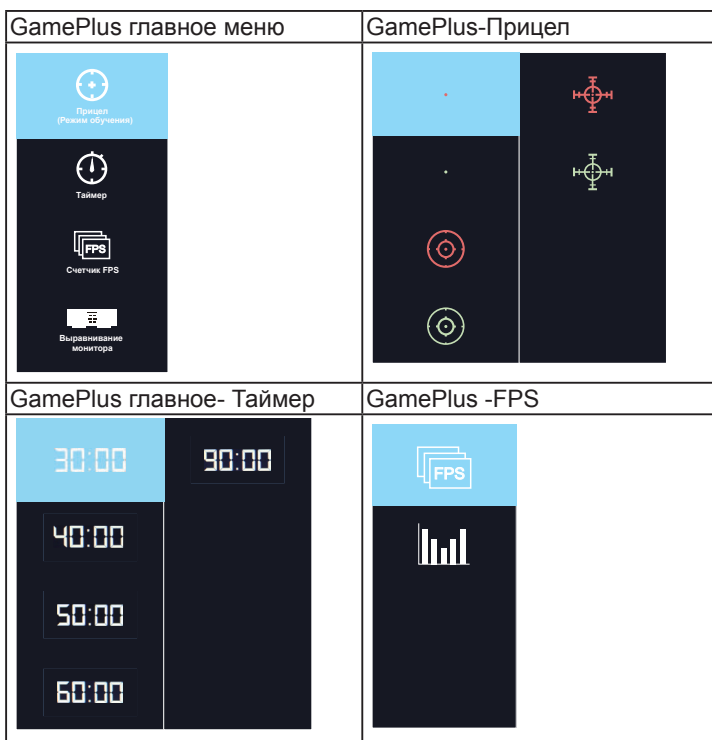 GamePlus главное меню
GamePlus-Прицел
Прицел
(Режим обучения)
Таймер
FPS
Счетчик FPS
Выравнивание
монитора
GamePlus главное- Таймер
GamePlus -FPS
30:00
90:00
40:00
50:00
60:00
FPS